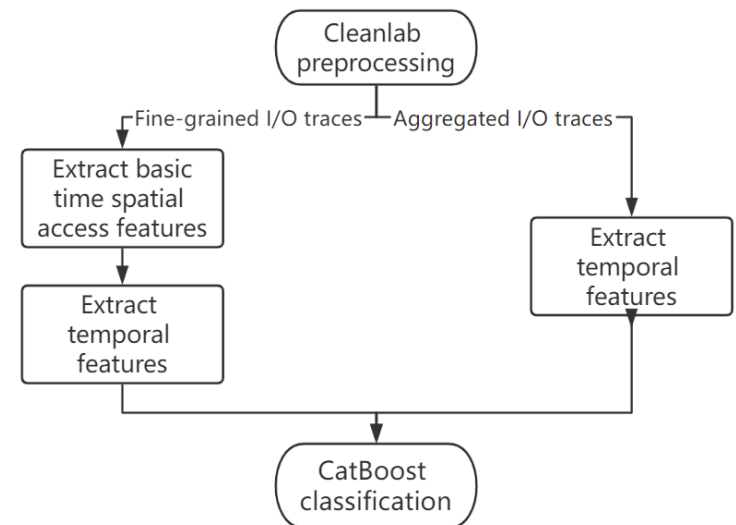 Cleanlab
preprocessing
Fine-grained I/O traces
Aggregated I/O traces
Extract basic
time spatial
access features
Extract
temporal
features
Extract
temporal
features
CatBoost
classification